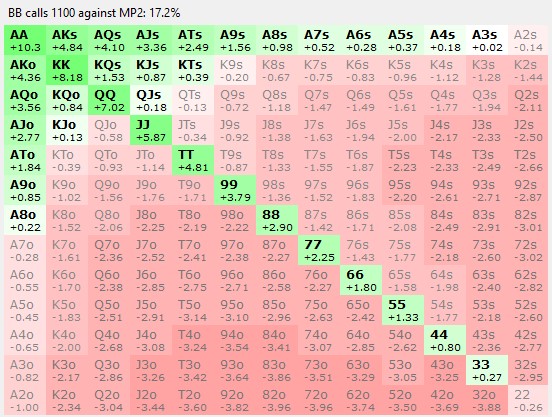 BB calls 1100 against MP2: 17.2%
AA AKs AQs AJs ATs A9s A8s A7s A6s A5s A4s A3s A2s
+10.3 +4.84 +4.10 +3.36 +2.49 +1.56 +0.98 +0.52 +0.28 +0.37 +0.18 +0.02 -0.14
AKo KK KQs KJs KTs K9s K8s K7s K6s K5s K4s K3s K2s
+4.36 +8.18 +1.53 +0.87 +0.39 -0.20 -0.67 -0.75 -0.83 -0.96 -1.12 -1.28 -1.44
AQo KQo QQ QJs QTs Q9s Q8s Q7s Q6s Q5s Q4s Q3s Q2s
+3.56 +0.84 +7.02 +0.18 -0.13 -0.72 -1.18 -1.47 -1.49 -1.61 -1.77 -1.94 -2.11
AJo KJo QJo JJ JTs J9s J8s J7s J6s J5s J4s J3s J2s
+2.77 +0.13 -0.58 +5.87 -0.34 -0.92 -1.38 -1.63 -1.94 -2.00 -2.17 -2.33 -2.50
ATo KTo QTo JTo TT T9s T8s T7s T6s T5s T4s T3s T2s
+1.84 -0.39 -0.93 -1.14 +4.81 -0.87 -1.33 -1.55 -1.87 -2.23 -2.33 -2.49 -2.66
A9o K9o Q9o J9o T9o 99 98s 97s 96s 95s 94s 93s 92s
+0.85 -1.02 -1.56 -1.76 -1.71 +3.79 -1.36 -1.52 -1.83 -2.20 -2.61 -2.71 -2.87
A8o K8o Q8o J8o T8o 98o 88 87s 86s 85s 84s 83s 82s
+0.22 -1.52 -2.06 -2.25 -2.19 -2.22 +2.90 -1.42 -1.71 -2.08 -2.49 -2.91 -3.01
A7o K7o Q7o J7o T7o 97o 87o 77 76s 75s 74s 73s 72s
-0.28 -1.61 -2.36 -2.52 -2.41 -2.38 -2.27 +2.25 -1.43 -1.77 -2.18 -2.60 -3.02
A6o K6o Q6o J6o T6o 96o 86o 76o 66 65s 64s 63s 62s
-0.55 -1.70 -2.38 -2.85 -2.75 -2.71 -2.58 -2.27 +1.80 -1.58 -1.98 -2.40 -2.82
A5o K5o Q5o J5o T5o 95o 85o 75o 65o 55 54s 53s 52s
-0.45 -1.83 -2.51 -2.91 -3.14 -3.10 -2.96 -2.63 -2.42 +1.33 -1.77 -2.18 -2.60
A4o K4o Q4o J4o T4o 94o 84o 74o 64o 54o 44 43s 42s
-0.65 -2.00 -2.68 -3.08 -3.24 -3.54 -3.41 -3.07 -2.85 -2.62 +0.80 -2.36 -2.77
A3o K3o Q3o J3o T3o 93o 83o 73o 63o 53o 43o 33 32s
-0.82 -2.17 -2.86 -3.26 -3.42 -3.64 -3.86 -3.51 -3.29 -3.05 -3.25 +0.27 -2.95
A2o K2o Q2o J2o T2o 92o 82o 72o 62o 52o 42o 32o 22
-1.00 -2.34 -3.04 -3.44 -3.60 -3.82 -3.96 -3.96 -3.74 -3.50 -3.68 -3.88 -0.26